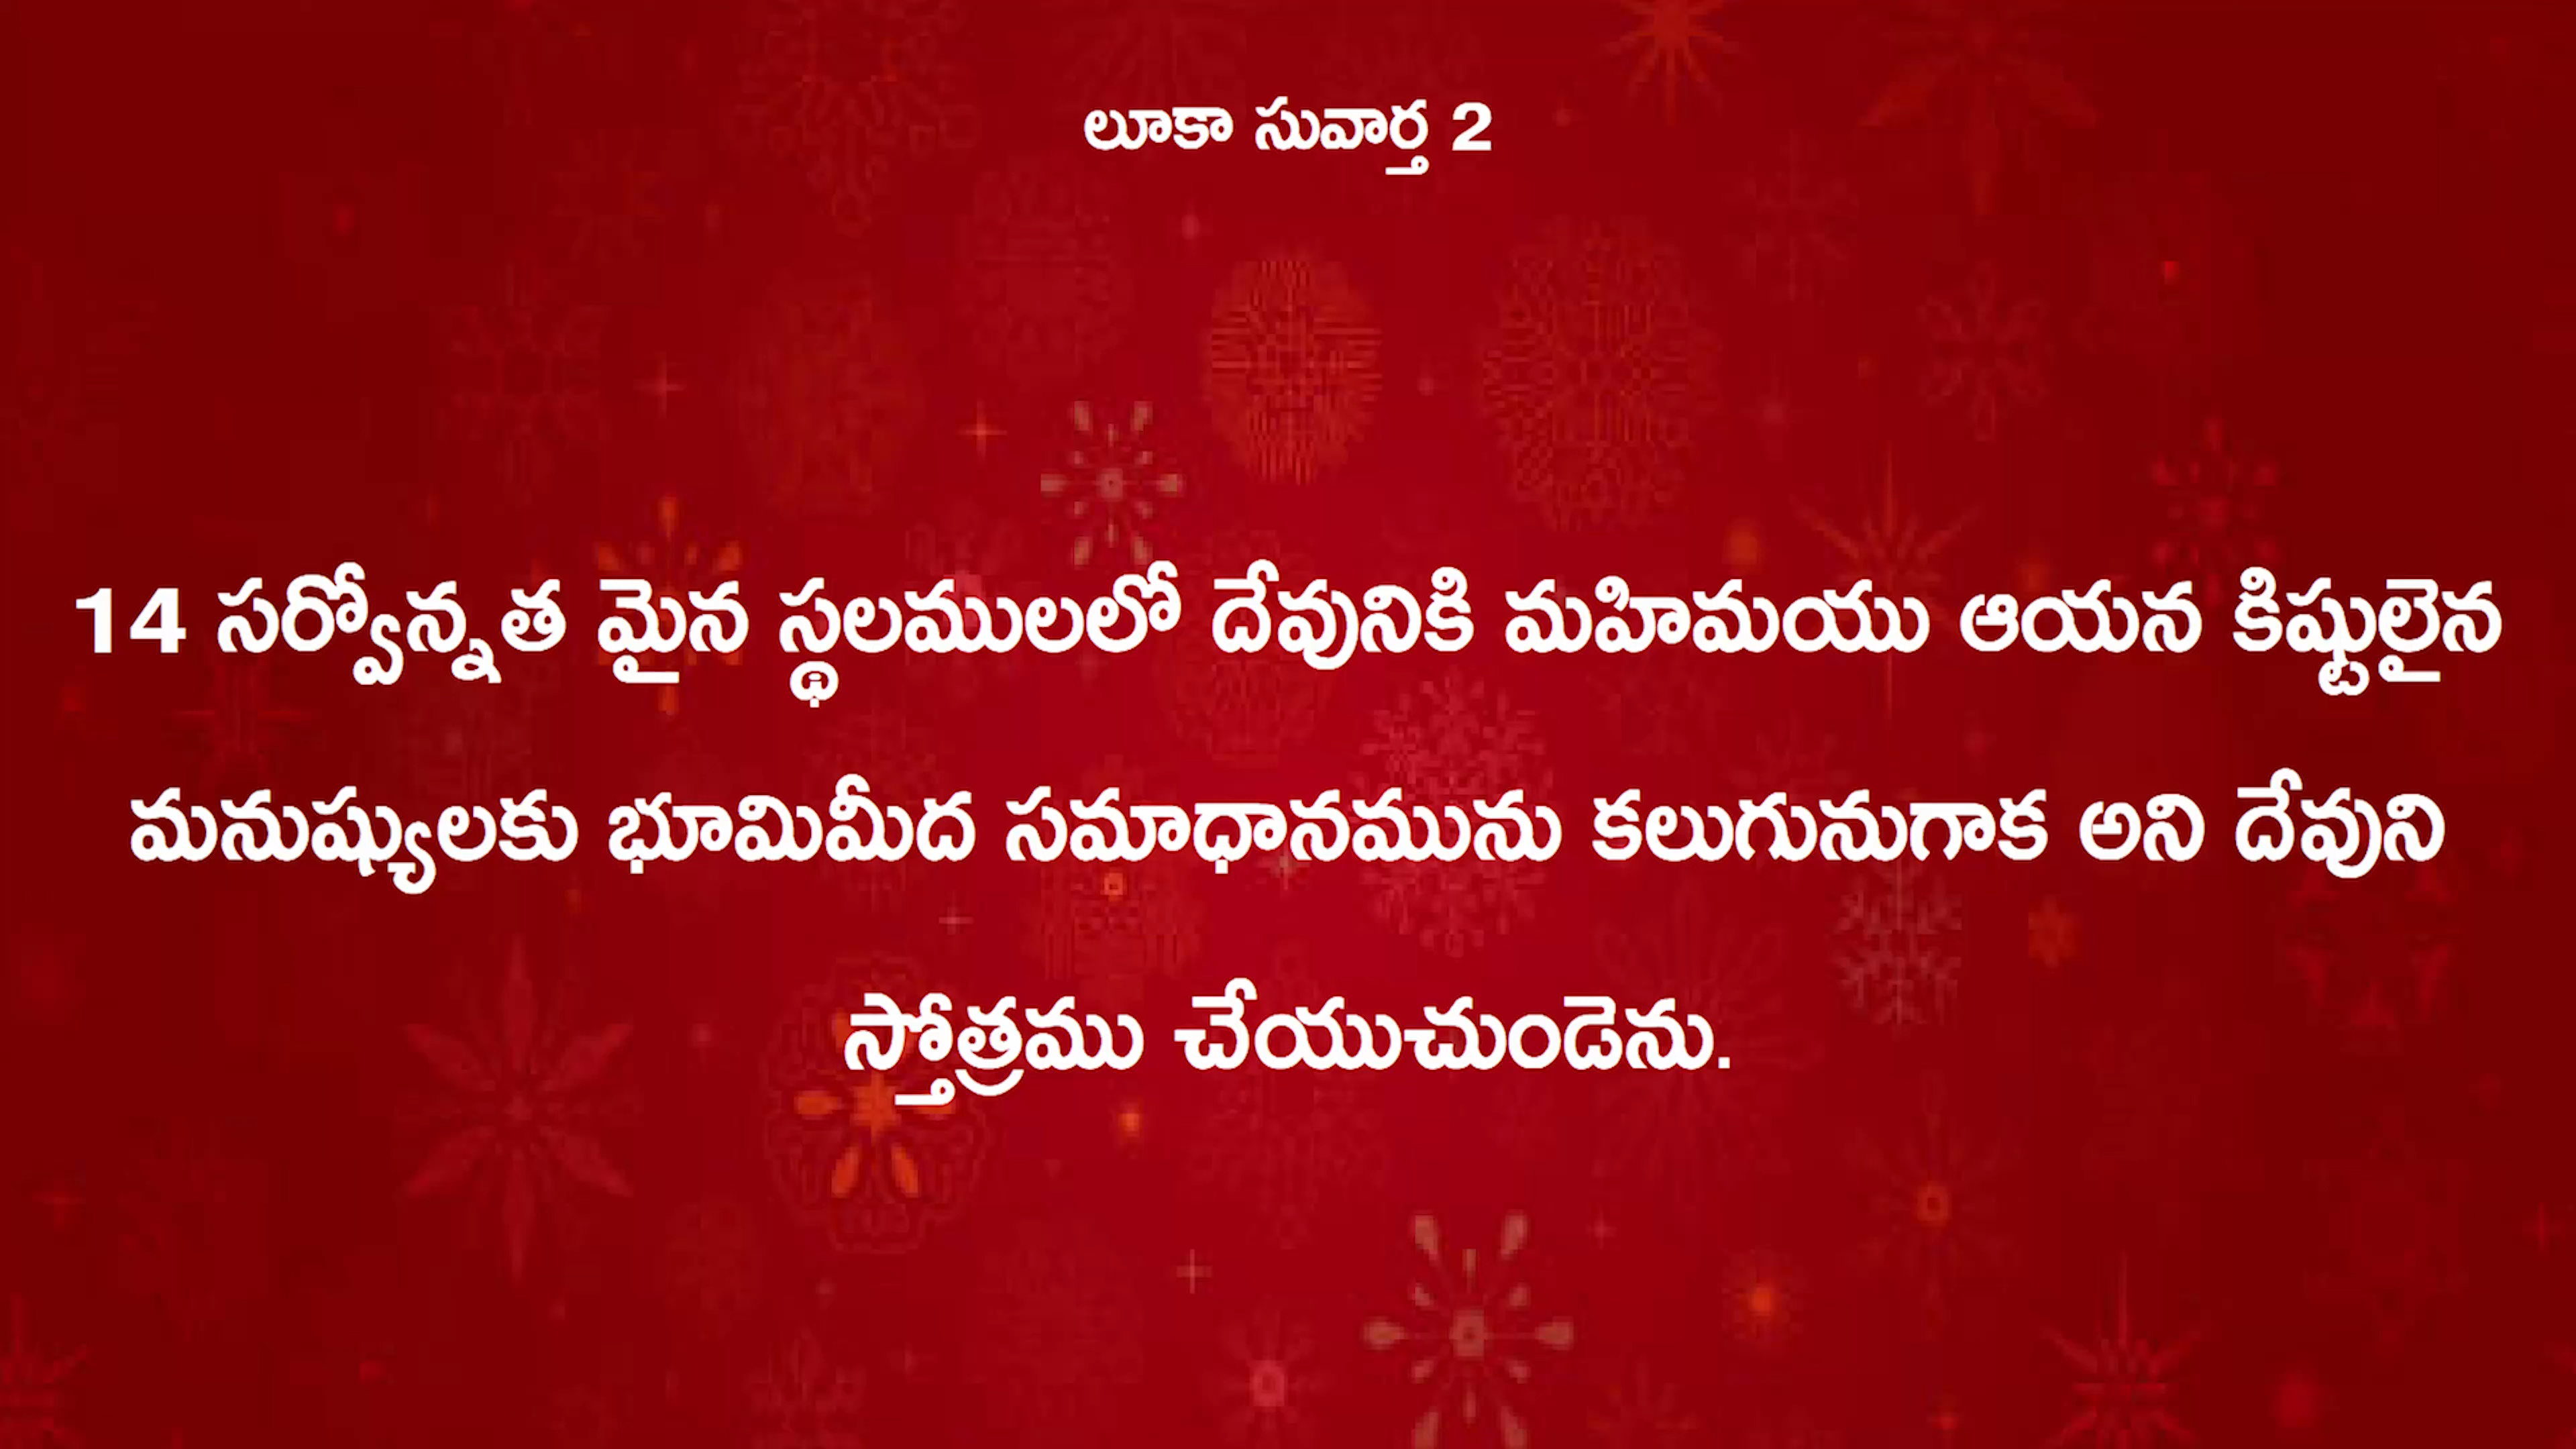 లూకా సువార్త 2
14 సర్వోన్నత మైన స్థలములలో దేవునికి మహిమయు ఆయన కిష్టులైన
మనుష్యులకు భూమిమీద సమాధానమును కలుగునుగాక అని దేవుని
స్తోత్రము చేయుచుండెను.